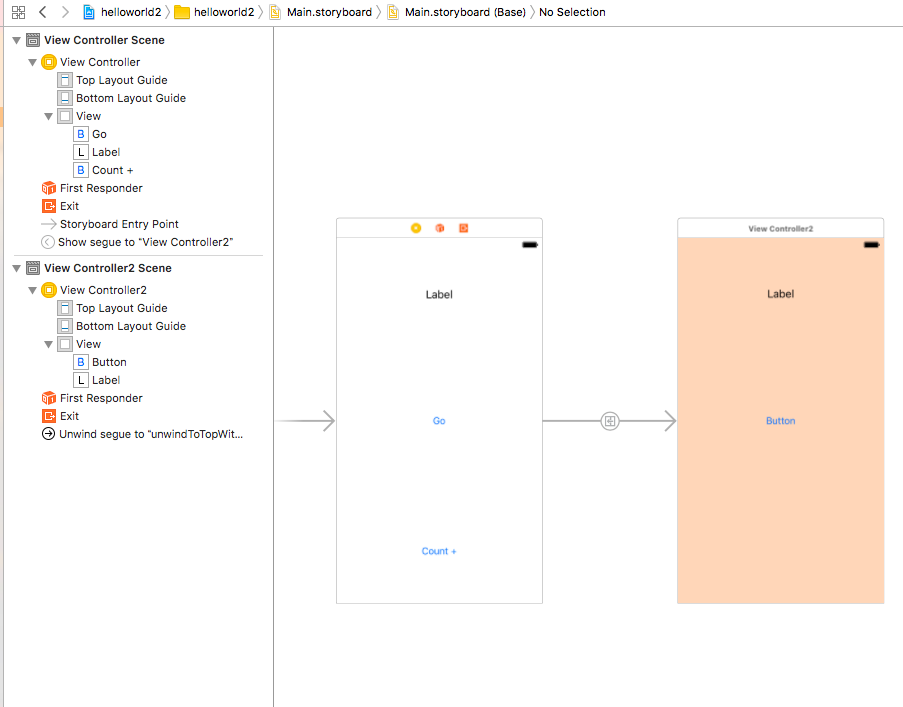 helloworld2 helloworld2 Main.storyboard Main.storyboard (Base) No Selection
View Controller Scene
View Controller
Top Layout Guide
Bottom Layout Guide
View
B Go
L Label
B Count +
First Responder
Exit
Storyboard Entry Point
Show segue to "View Controller2"
View Controller2 Scene
View Controller2
Top Layout Guide
Bottom Layout Guide
View
B Button
L Label
First Responder
Exit
Unwind segue to "unwindToTopWit...
Label
Go
Count +
View Controller2
Label
Button